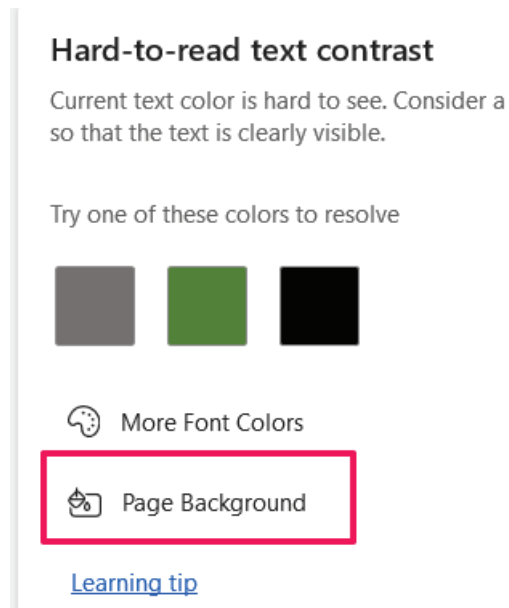 Hard-to-read text contrast
Current text color is hard to see. Consider a
so that the text is clearly visible.
Try one of these colors to resolve
More Font Colors
Page Background
Learning tip